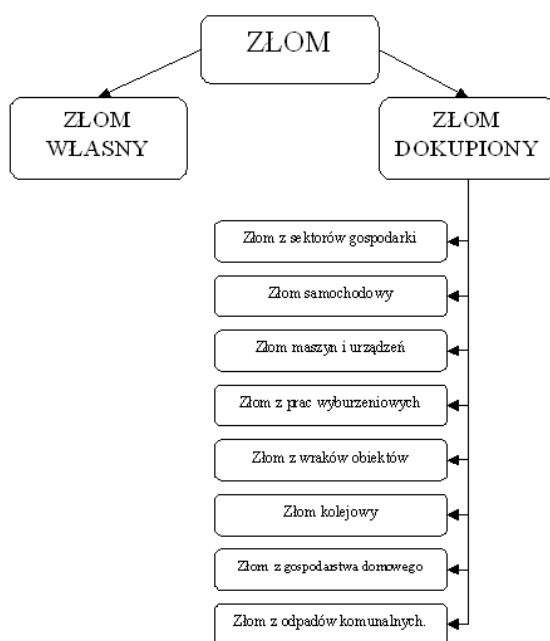 ZŁOM
ZŁOM
WŁASNY
ZŁOM
DOKUPIONY
Złom z sektorów gospodarki
Złom samochodowy
Złom maszyn i urządzeń
Złom z prac wyburzeniowych
Złom z wraków obiektów
Złom kolejowy
Złom z gospodarstwa domowego
Złom z odpadów komunalnych.